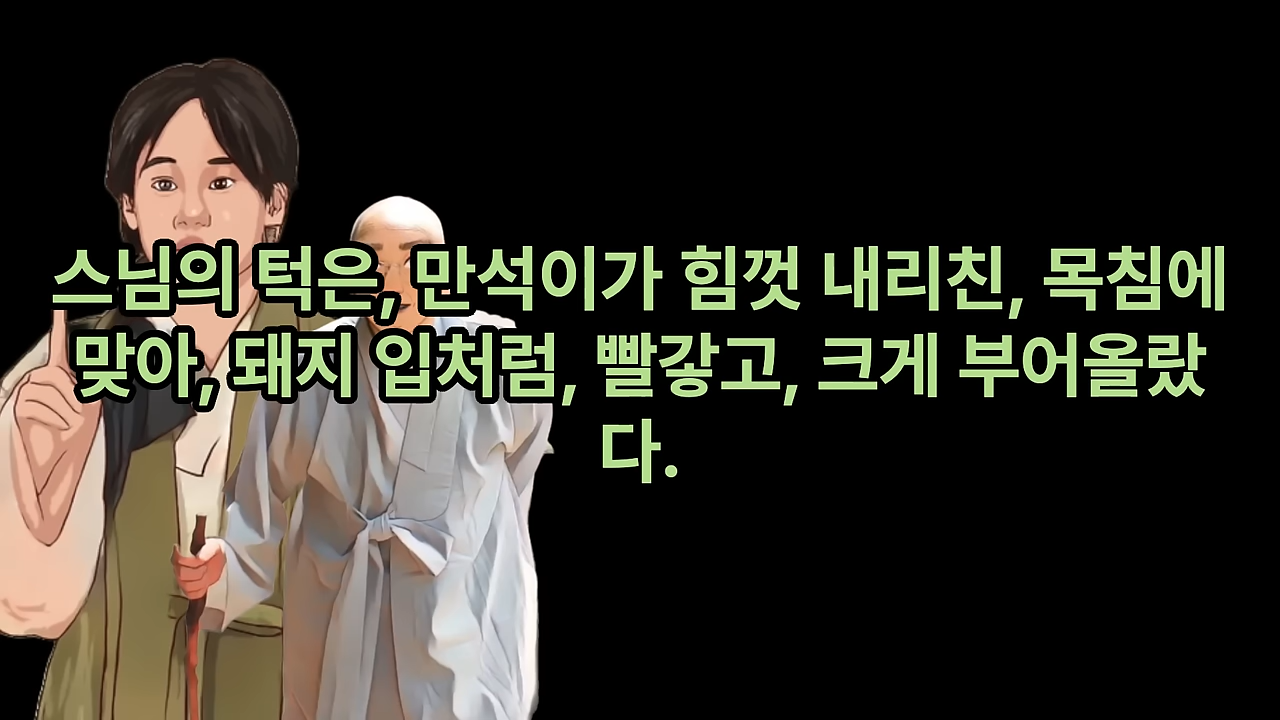 스님의 턱은, 만석이가 힘껏 내리친, 목침에
맞아, 돼지 입처럼, 빨갛고, 크게 부어올랐
다.